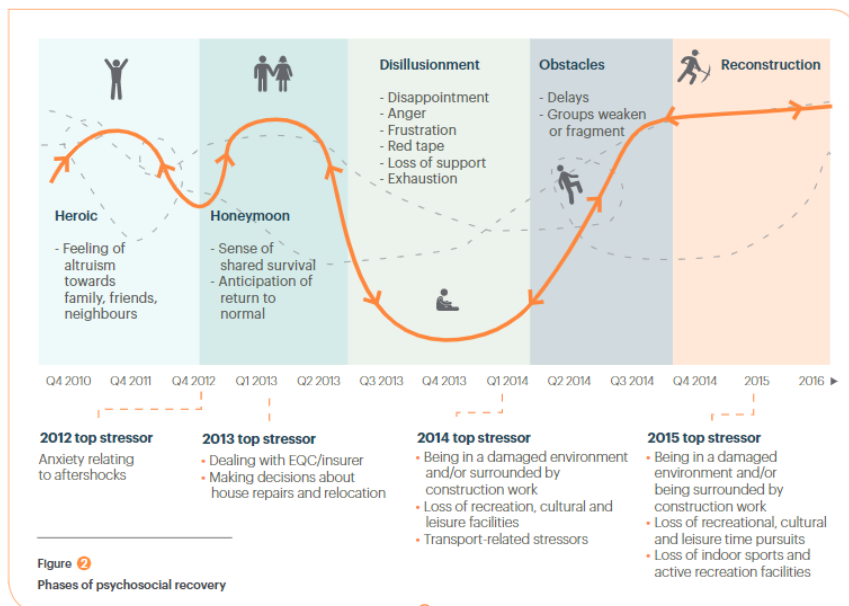 Heroic
- Feeling of
altruism
towards
family, friends,
neighbours
Honeymoon
- Sense of
shared survival
- Anticipation of
return to
normal
Disillusionment
- Disappointment
- Anger
- Frustration
- Red tape
- Loss of support
- Exhaustion
Obstacles
- Delays
- Groups weaken
or fragment
Reconstruction
Q4 2010 Q4 2011 Q4 2012 Q1 2013 Q2 2013 Q3 2013 Q4 2013 Q1 2014 Q2 2014 Q3 2014 Q4 2014 2015 2016 ▶
2012 top stressor
Anxiety relating
to aftershocks
2013 top stressor
• Dealing with EQC/insurer
• Making decisions about
house repairs and relocation
2014 top stressor
• Being in a damaged environment
and/or surrounded by
construction work
• Loss of recreation, cultural and
leisure facilities
• Transport-related stressors
2015 top stressor
• Being in a damaged
environment and/or
being surrounded by
construction work
• Loss of recreational, cultural
and leisure time pursuits
• Loss of indoor sports and
active recreation facilities
Figure 2
Phases of psychosocial recovery